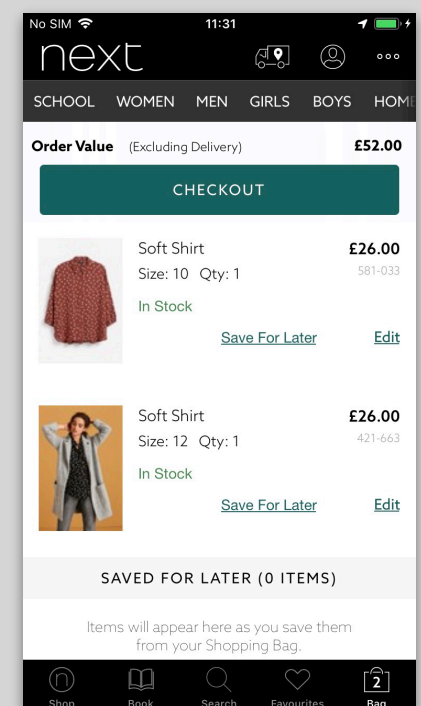 No SIM 11:31
next
SCHOOL WOMEN MEN GIRLS BOYS HOME
Order Value (Excluding Delivery) £52.00
CHECKOUT
Soft Shirt £26.00
Size: 10 Qty: 1 581-033
In Stock
Save For Later Edit
Soft Shirt £26.00
Size: 12 Qty: 1 421-663
In Stock
Save For Later Edit
SAVED FOR LATER (0 ITEMS)
Items will appear here as you save them
from your Shopping Bag.
n 2
Shop Book Search Favourites Bag